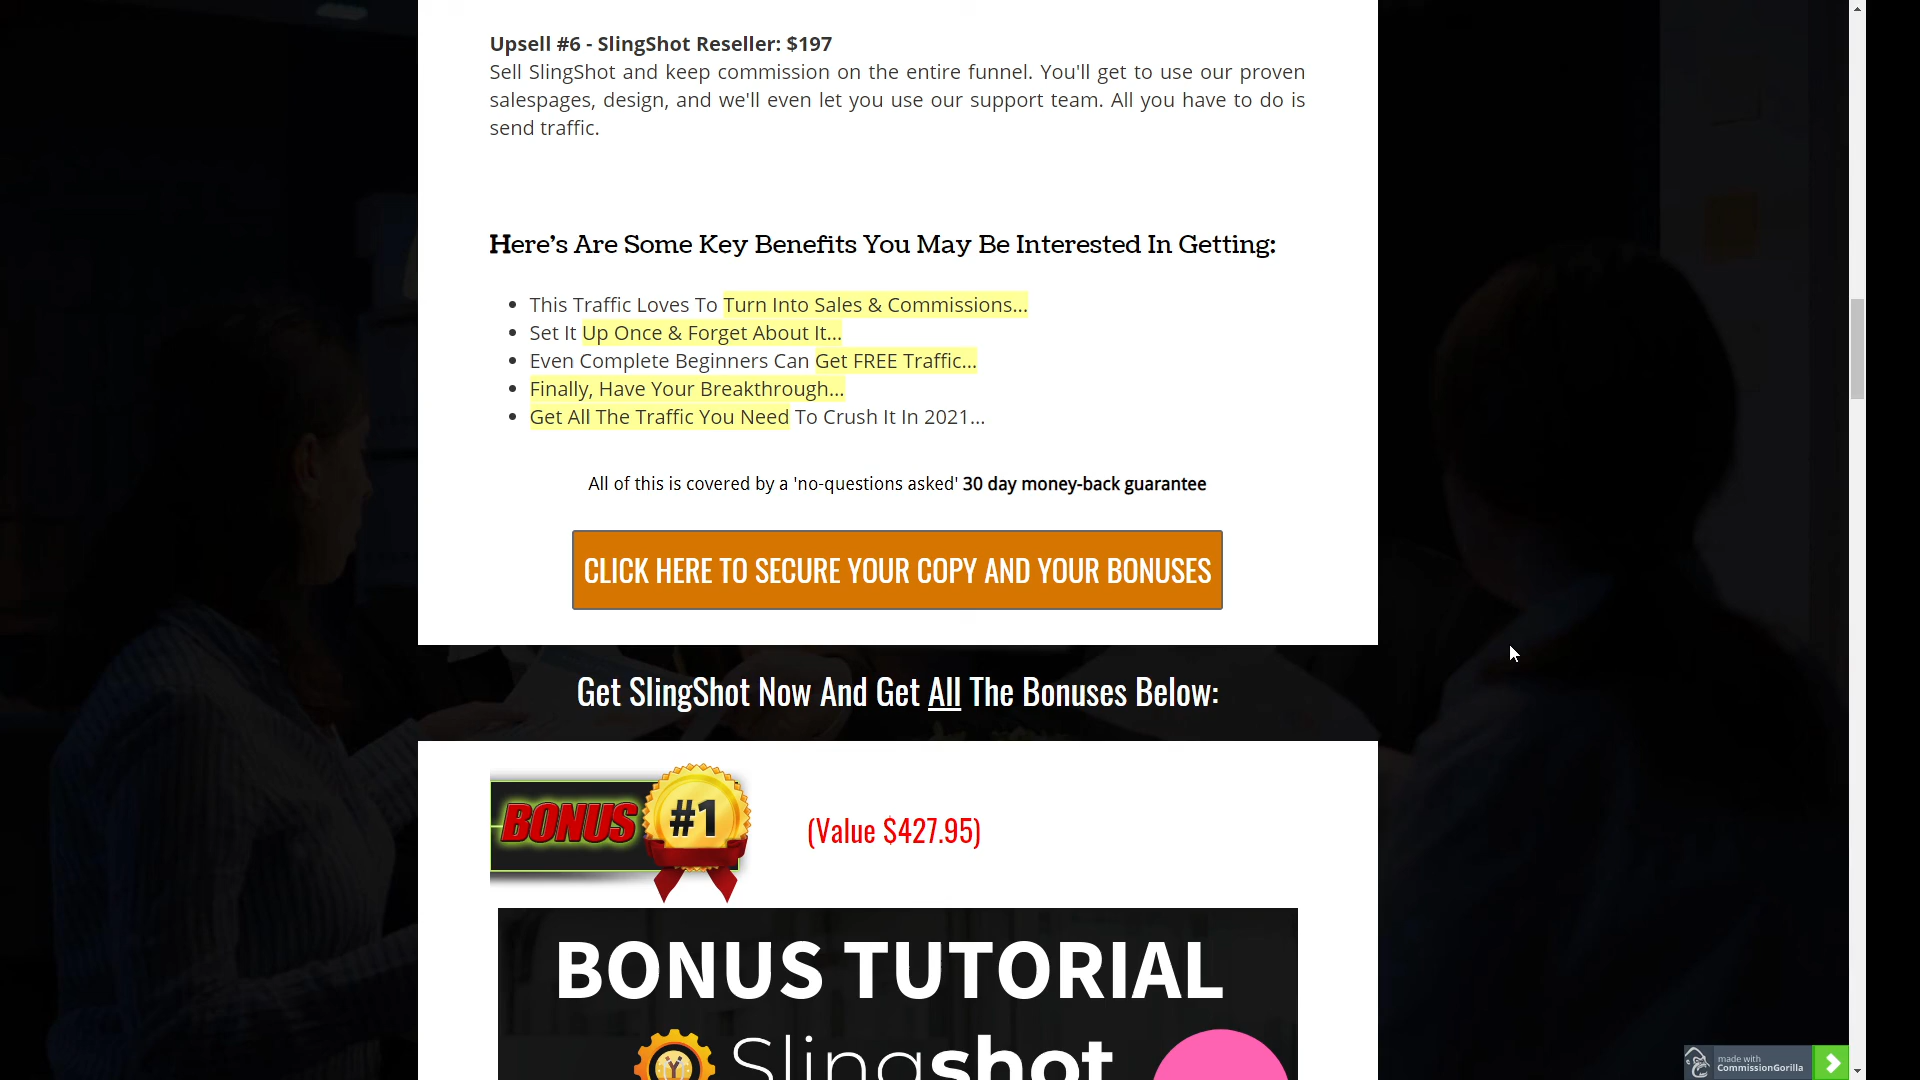 Upsell #6 - SlingShot Reseller: $197
Sell SlingShot and keep commission on the entire funnel. You'll get to use our proven
salespages, design, and we'll even let you use our support team. All you have to do is
send traffic.
Here's Are Some Key Benefits You May Be Interested In Getting:
This Traffic Loves To Turn Into Sales & Commissions...
Set It Up Once & Forget About It...
Even Complete Beginners Can Get FREE Traffic...
Finally, Have Your Breakthrough...
Get All The Traffic You Need To Crush It In 2021...
All of this is covered by a 'no-questions asked' 30 day money-back guarantee
CLICK HERE TO SECURE YOUR COPY AND YOUR BONUSES
Get SlingShot Now And Get All The Bonuses Below:
BONUS #1
(Value $427.95)
BONUS TUTORIAL
Slingshot
made with
CommissionGorilla